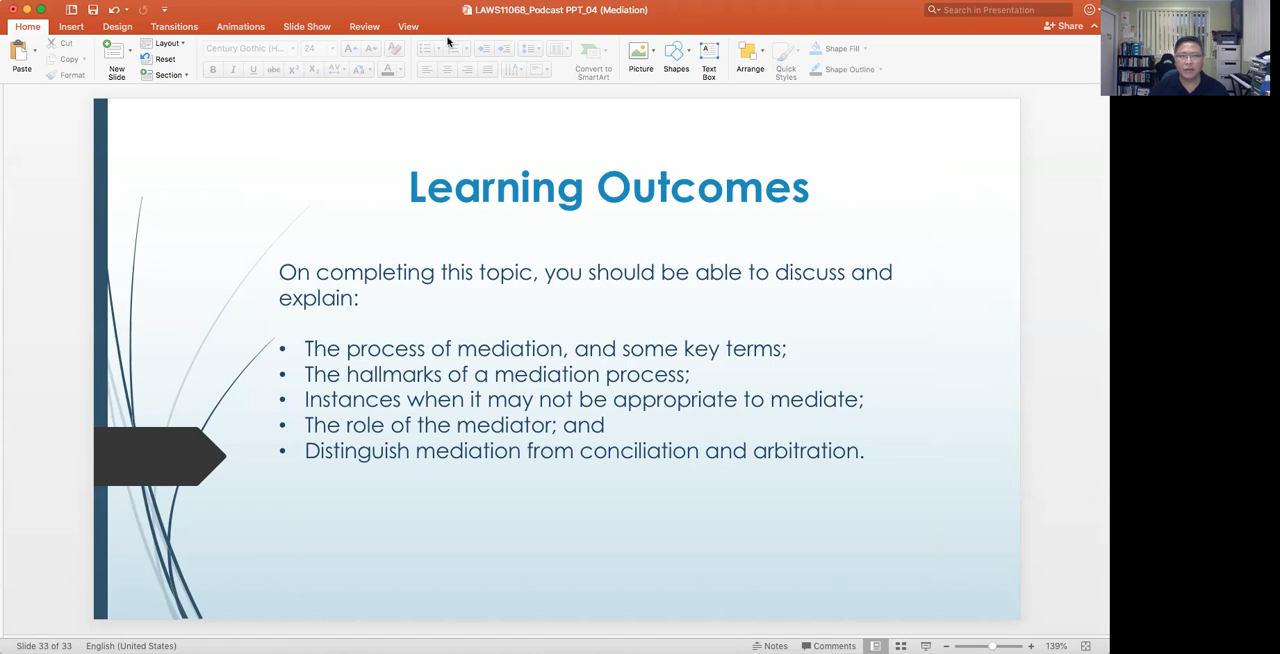 LAWS11068_Podcast PPT_04 (Mediation)
Search in Presentation
Home Insert Design Transitions Animations Slide Show Review View
Share
Paste
Cut
Copy
Format
New Slide
Layout
Reset
Section
Century Gothic (H...
24
A A
B I U abc X² X₂ AV Aa A
Convert to SmartArt
Picture
Shapes
Text Box
Arrange
Quick Styles
Shape Fill
Shape Outline
Learning Outcomes
On completing this topic, you should be able to discuss and
explain:
• The process of mediation, and some key terms;
• The hallmarks of a mediation process;
• Instances when it may not be appropriate to mediate;
• The role of the mediator; and
• Distinguish mediation from conciliation and arbitration.
Slide 33 of 33 English (United States) Notes Comments 139%